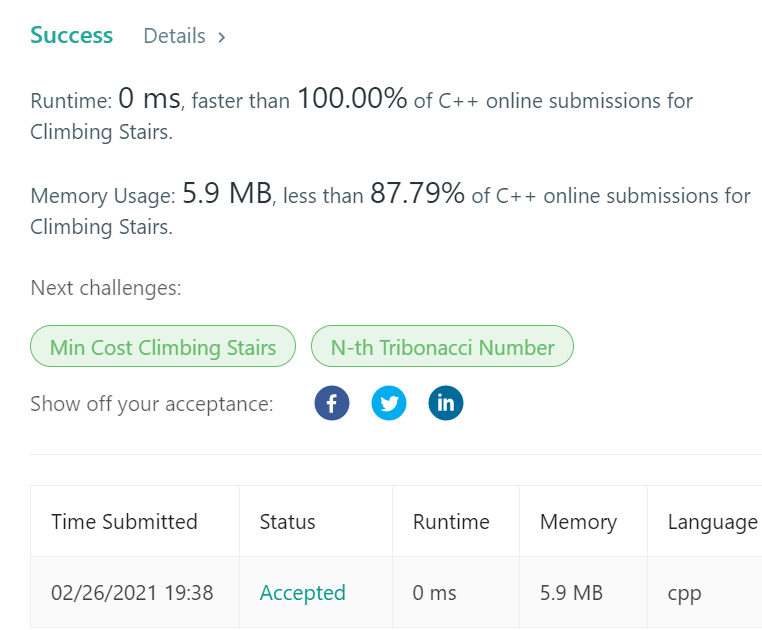 Success Details >
Runtime: 0 ms, faster than 100.00% of C++ online submissions for
Climbing Stairs.
Memory Usage: 5.9 MB, less than 87.79% of C++ online submissions for
Climbing Stairs.
Next challenges:
Min Cost Climbing Stairs N-th Tribonacci Number
Show off your acceptance: f in
Time Submitted Status Runtime Memory Language
02/26/2021 19:38 Accepted 0 ms 5.9 MB cpp